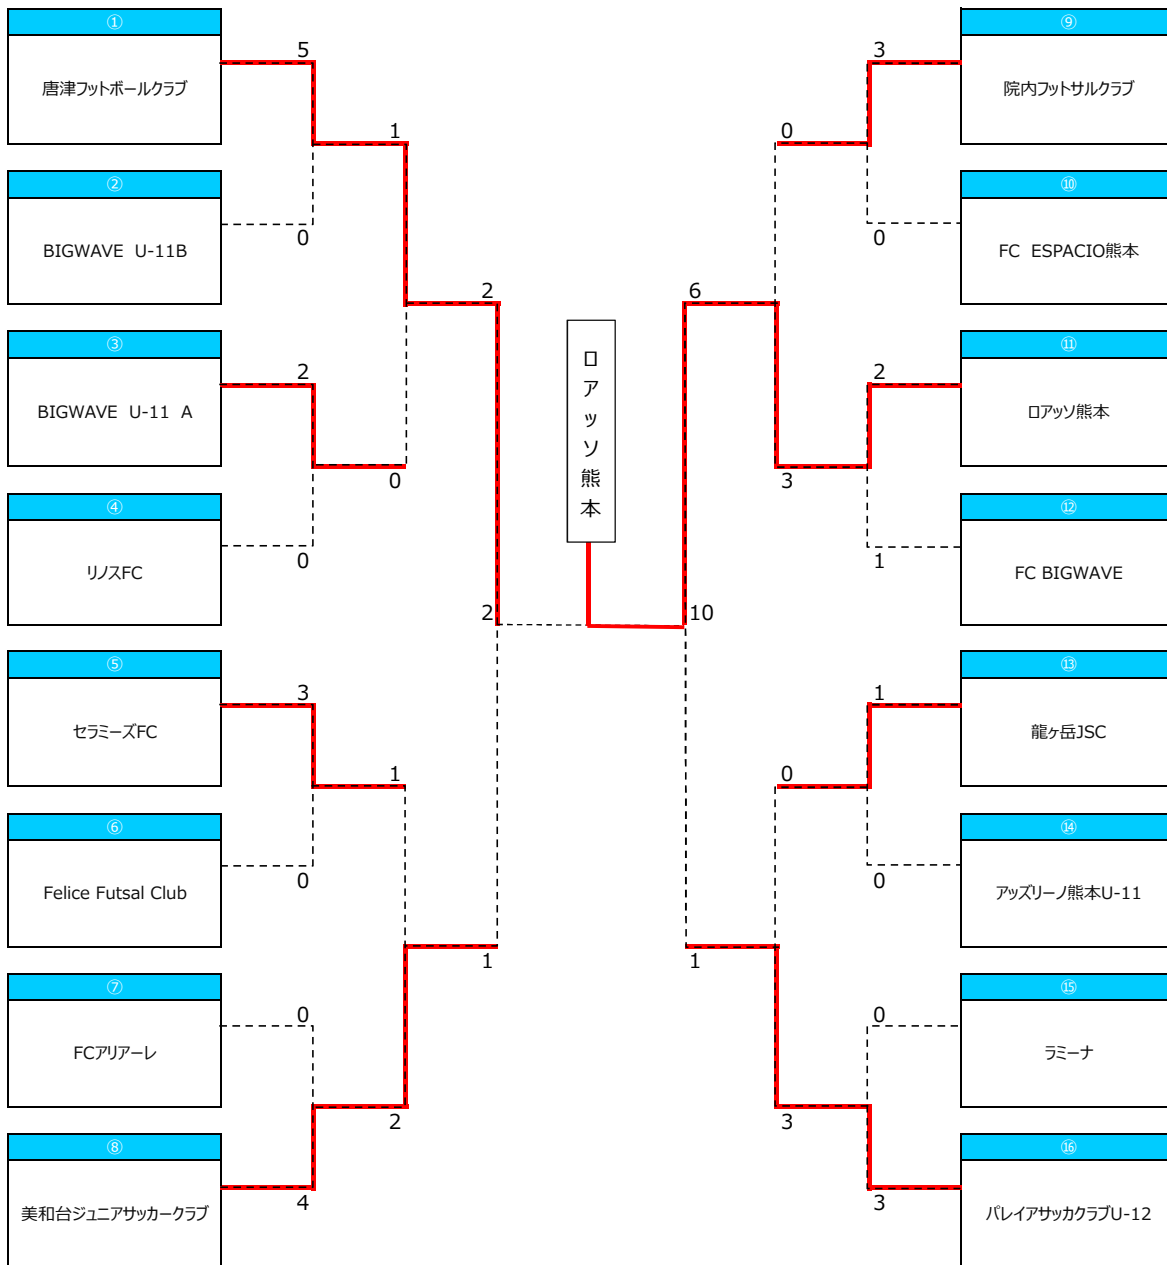 ①
唐津フットボールクラブ
5
1
②
BIGWAVE U-11B
0
2
③
BIGWAVE U-11 A
2
0
④
リノスFC
0
2
⑤
セラミーズFC
3
1
⑥
Felice Futsal Club
0
1
⑦
FCアリアーレ
0
2
⑧
美和台ジュニアサッカークラブ
4
ロアッソ熊本
⑨
院内フットサルクラブ
3
0
⑩
FC ESPACIO熊本
0
6
⑪
ロアッソ熊本
2
3
⑫
FC BIGWAVE
1
10
⑬
龍ヶ岳JSC
1
0
⑭
アッズリーノ熊本U-11
0
1
⑮
ラミーナ
0
3
⑯
パレイアサッカクラブU-12
3